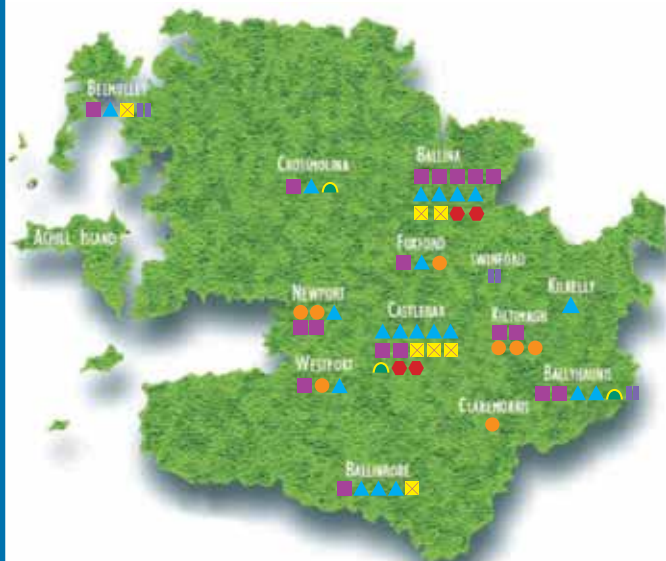 BELMULLET
CROSSMOLINA
BALLINA
ACHILL ISLAND
FOXFORD
SWINFORD
KILKELLY
NEWPORT
CASTLEBAR
KILTIMAGH
WESTPORT
BALLYHAUNIS
CLAREMORRIS
BALLINROBE